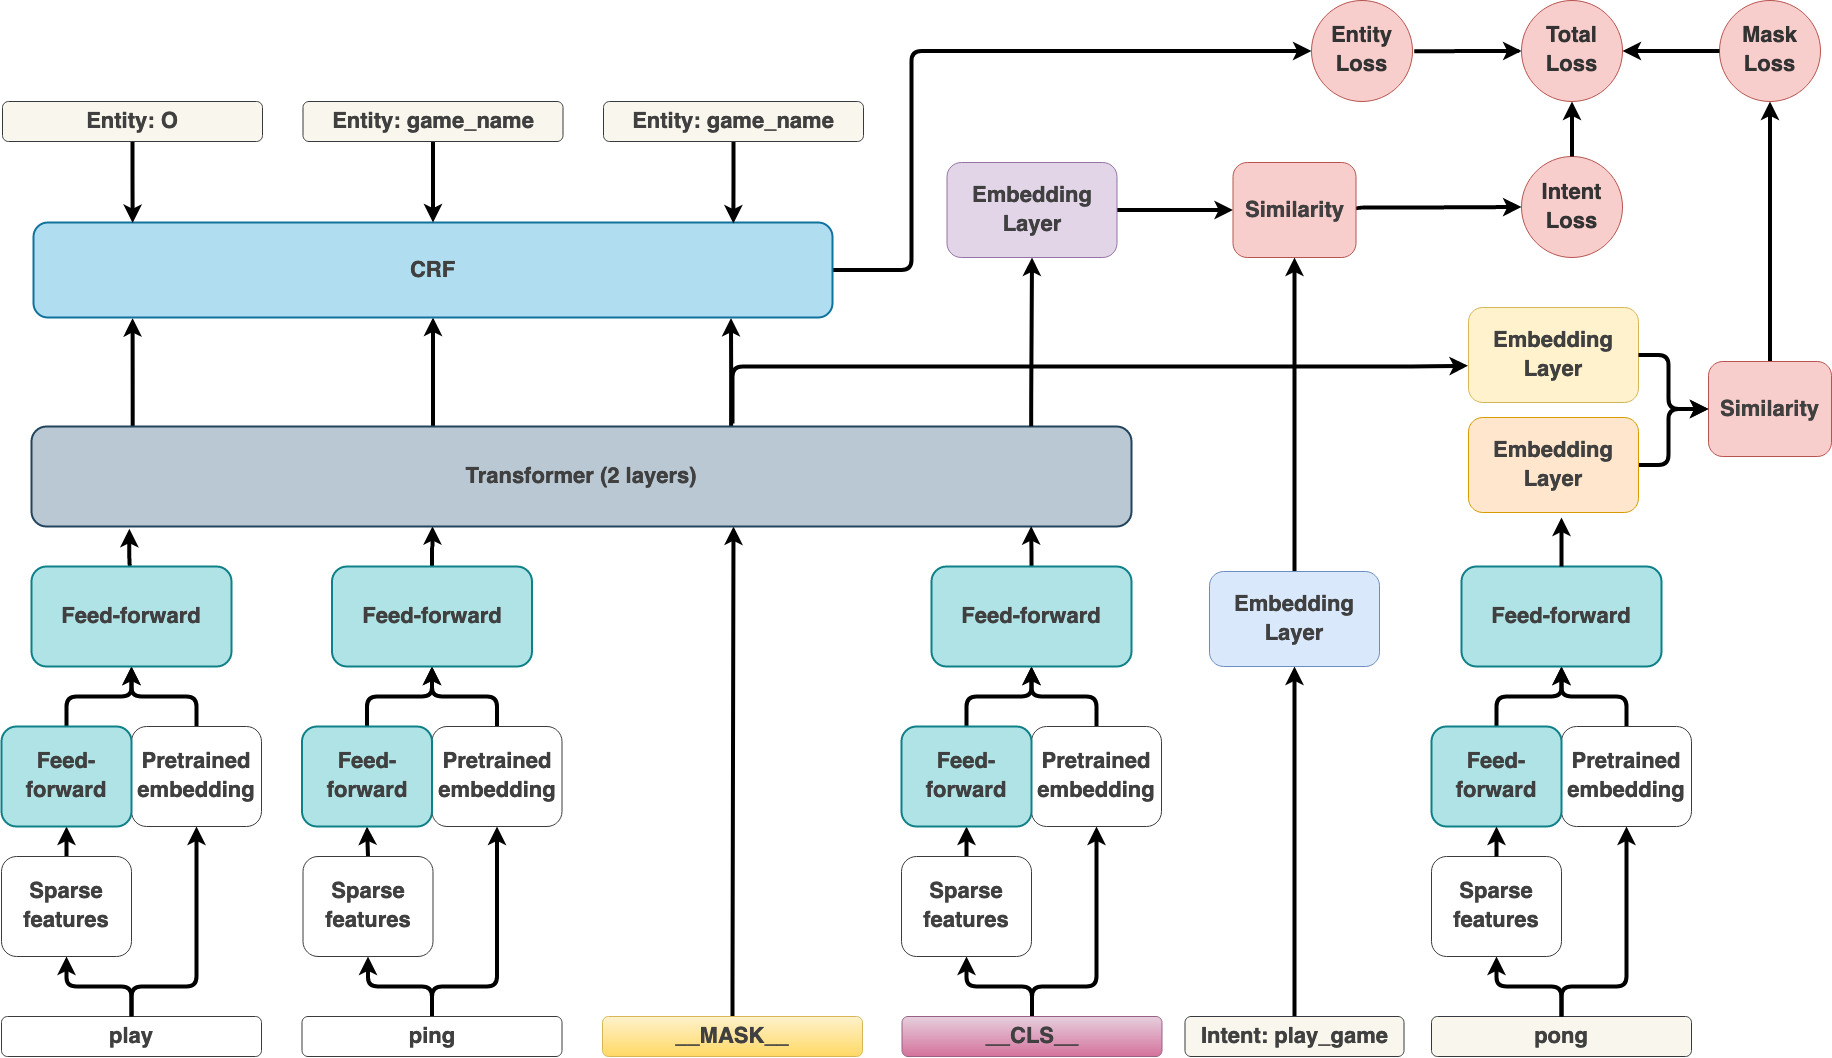 Entity
Loss
Total
Loss
Mask
Loss
Entity: O
Entity: game_name
Entity: game_name
Embedding
Layer
Similarity
Intent
Loss
CRF
Embedding
Layer
Similarity
Embedding
Layer
Transformer (2 layers)
Feed-forward
Feed-forward
Feed-forward
Embedding
Layer
Feed-forward
Feed-
forward
Pretrained
embedding
Feed-
forward
Pretrained
embedding
Feed-
forward
Pretrained
embedding
Feed-
forward
Pretrained
embedding
Sparse
features
Sparse
features
Sparse
features
Sparse
features
play
ping
__MASK__
__CLS__
Intent: play_game
pong